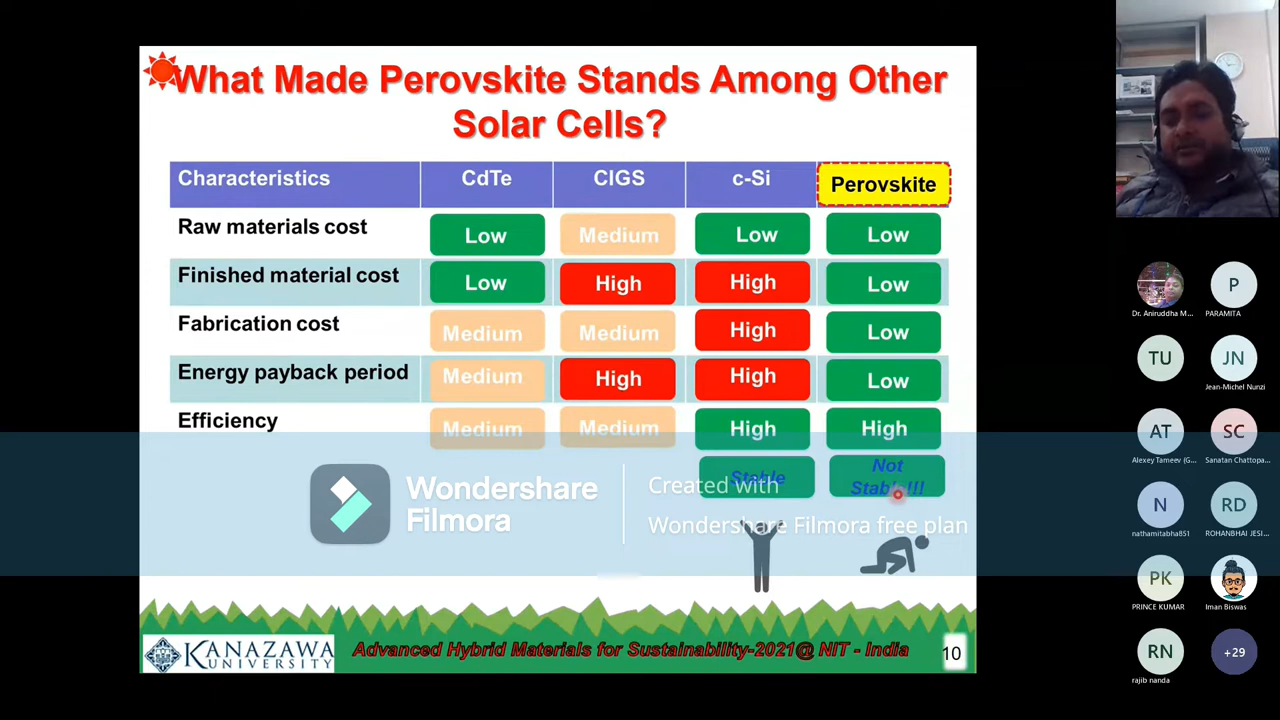 What Made Perovskite Stands Among Other
Solar Cells?
Characteristics CdTe CIGS c-Si Perovskite
Raw materials cost Low Medium Low Low
Finished material cost Low High High Low
Fabrication cost Medium Medium High Low
Energy payback period Medium High High Low
Efficiency Medium Medium High High
Stable Not
Stable!!!
Wondershare
Filmora
Created with
Wondershare Filmora free plan
KANAZAWA
UNIVERSITY
Advanced Hybrid Materials for Sustainability-2021@ NIT - India
10
Dr. Aniruddha M...
P
PARAMITA
TU
JN
Jean-Michel Nunzi
AT
Alexey Tameev (G...
SC
Sanatan Chattopa...
N
nathamitabha851
RD
ROHANBHAI JESI...
PK
PRINCE KUMAR
Iman Biswas
RN
rajib nanda
+29